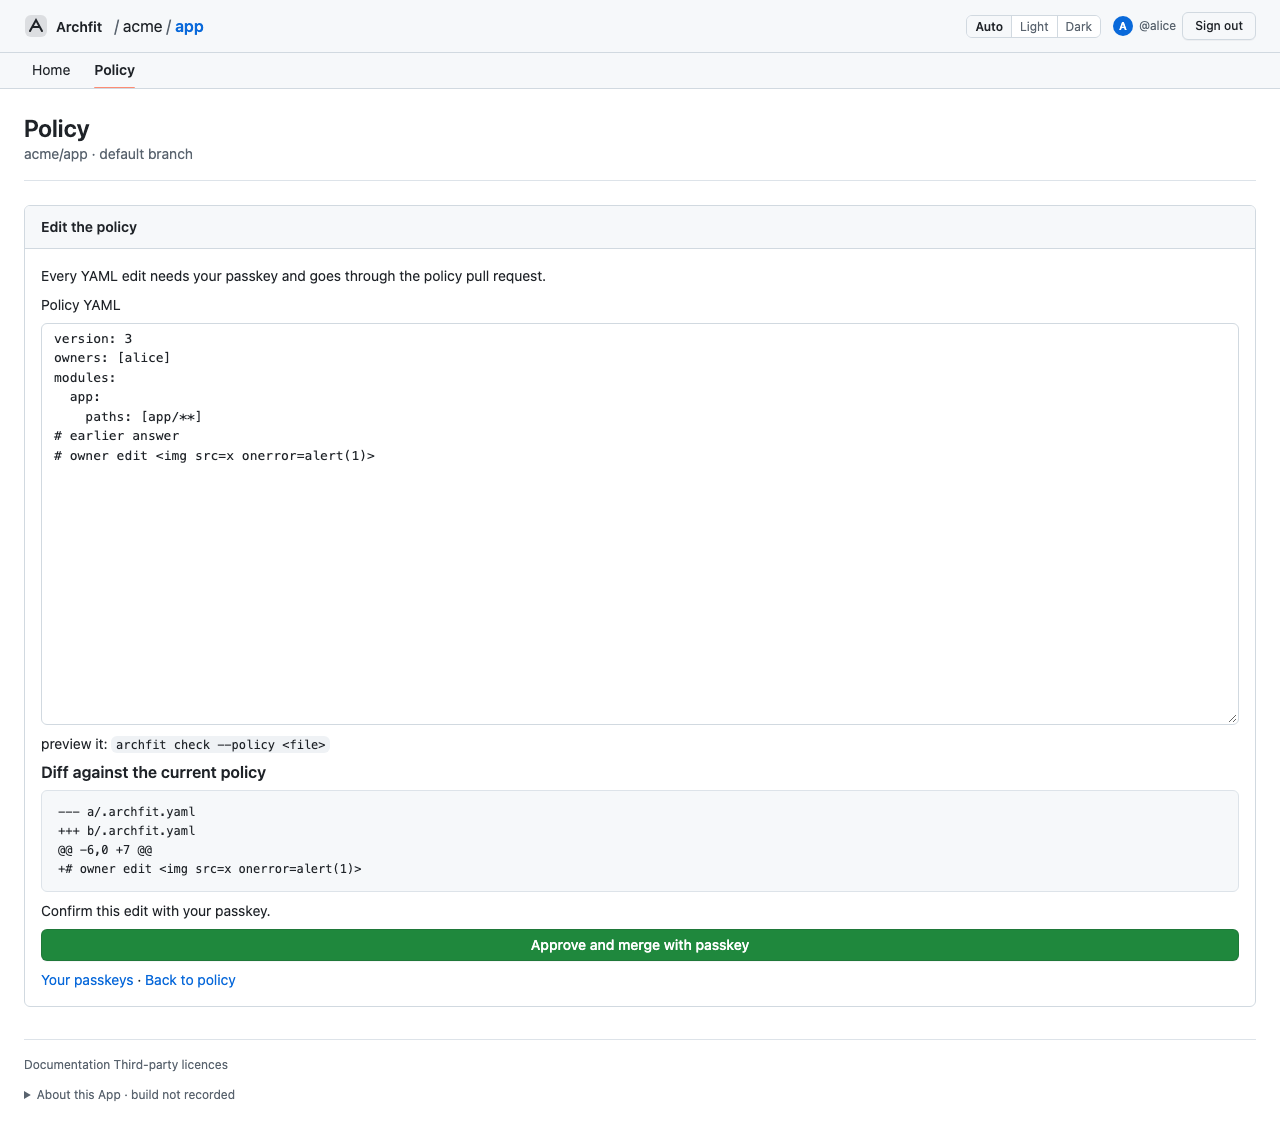 Archfit / acme / app
Auto Light Dark A @alice Sign out
Home Policy
Policy
acme/app · default branch
Edit the policy
Every YAML edit needs your passkey and goes through the policy pull request.
Policy YAML
version: 3
owners: [alice]
modules:
  app:
    paths: [app/**]
# earlier answer
# owner edit <img src=x onerror=alert(1)>
preview it: archfit check --policy <file>
Diff against the current policy
--- a/.archfit.yaml
+++ b/.archfit.yaml
@@ -6,0 +7 @@
+# owner edit <img src=x onerror=alert(1)>
Confirm this edit with your passkey.
Approve and merge with passkey
Your passkeys · Back to policy
Documentation Third-party licences
About this App · build not recorded